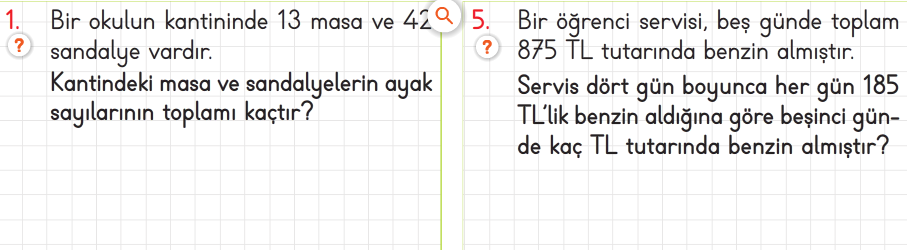 1.
Bir okulun kantininde 13 masa ve 42
sandalye vardır.
Kantindeki masa ve sandalyelerin ayak
sayılarının toplamı kaçtır?
?
5.
Bir öğrenci servisi, beş günde toplam
875 TL tutarında benzin almıştır.
Servis dört gün boyunca her gün 185
TL'lik benzin aldığına göre beşinci gün-
de kaç TL tutarında benzin almıştır?
?